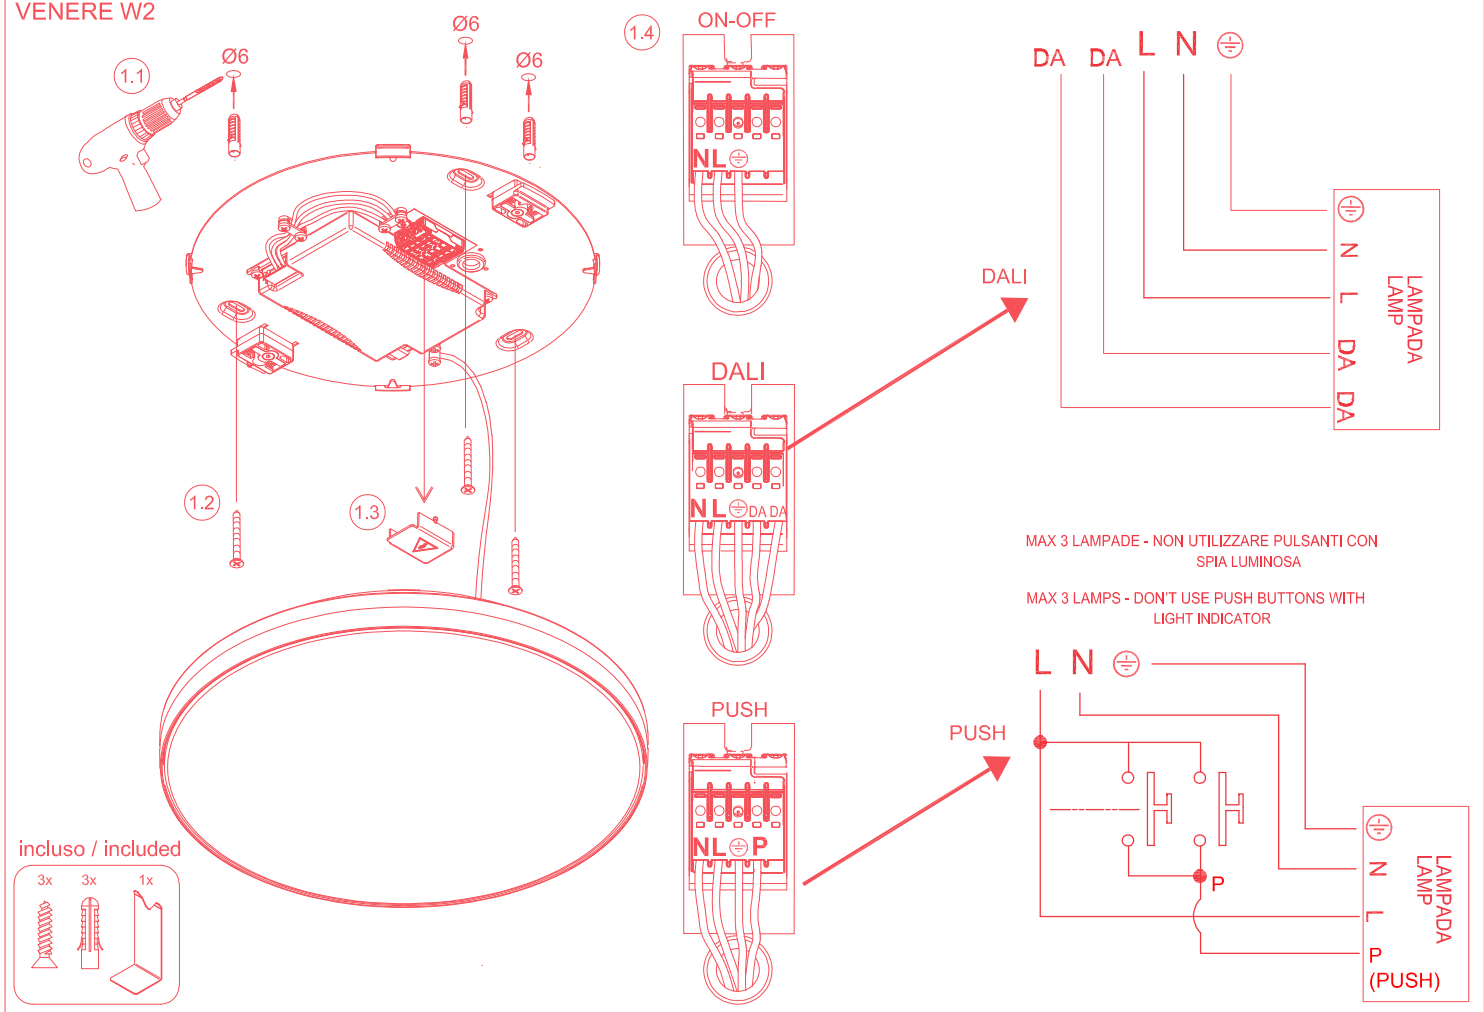 VENERE W2
1.1
Ø6
Ø6
Ø6
1.2
1.3
incluso / included
3x 3x 1x
1.4
ON-OFF
NL
DALI
NL DA DA
PUSH
NL P
DA DA L N
DALI
N
L
DA
DA
LAMPADA
LAMP
MAX 3 LAMPADE - NON UTILIZZARE PULSANTI CON
SPIA LUMINOSA
MAX 3 LAMPS - DON'T USE PUSH BUTTONS WITH
LIGHT INDICATOR
L N
PUSH
P
N
L
P
(PUSH)
LAMPADA
LAMP